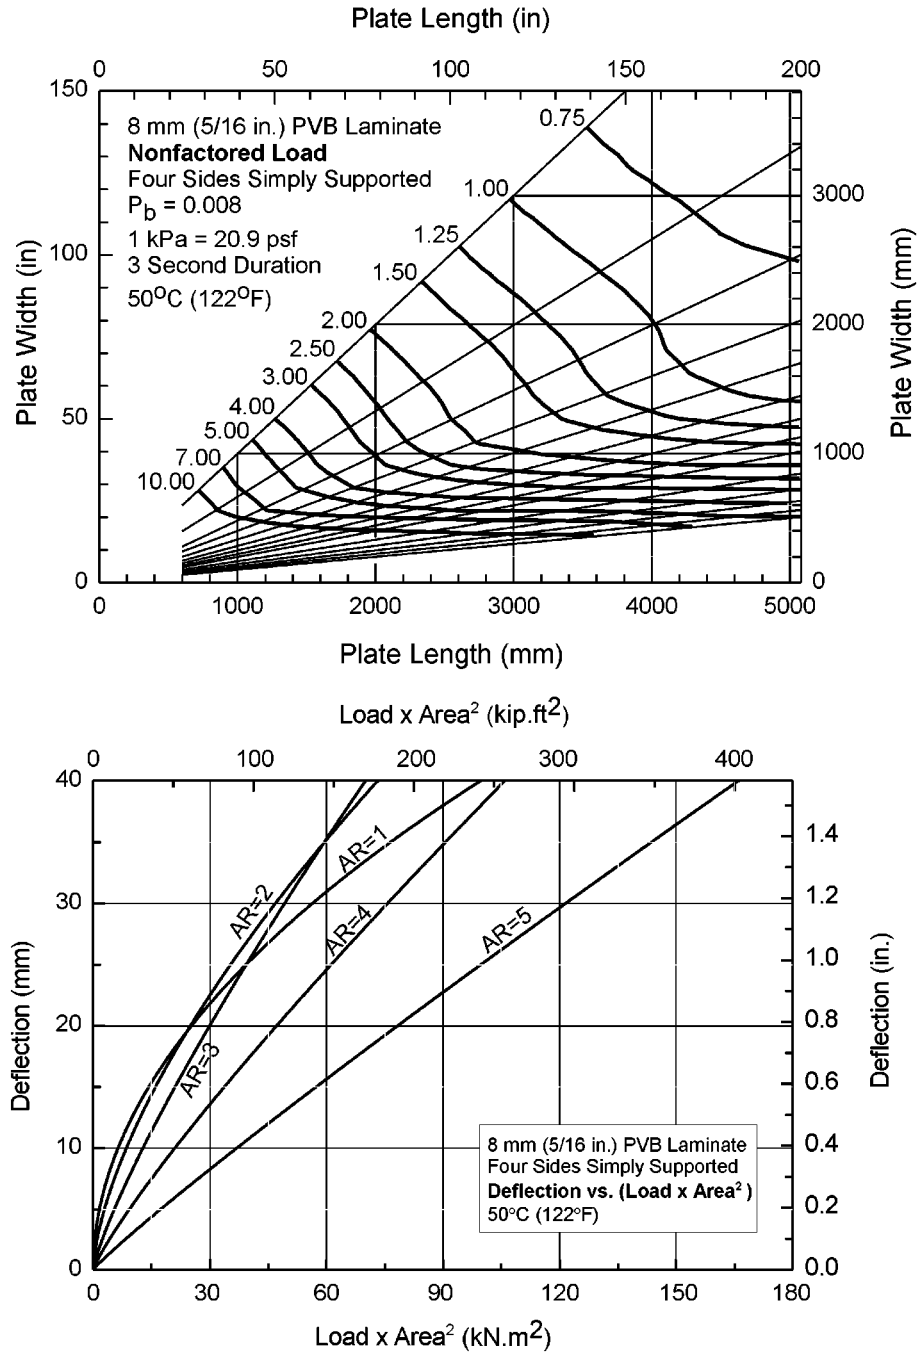 Plate Length (in)
0 50 100 150 200
150
100
50
0
Plate Width (in)
8 mm (5/16 in.) PVB Laminate
Nonfactored Load
Four Sides Simply Supported
Pb = 0.008
1 kPa = 20.9 psf
3 Second Duration
50°C (122°F)
0.75
1.00
1.25
1.50
2.00
2.50
3.00
4.00
5.00
7.00
10.00
3000
2000
1000
0
Plate Width (mm)
0 1000 2000 3000 4000 5000
Plate Length (mm)
Load x Area² (kip.ft²)
0 100 200 300 400
40
30
20
10
0
Deflection (mm)
AR=1
AR=2
AR=4
AR=5
AR=3
1.4
1.2
1.0
0.8
0.6
0.4
0.2
0.0
Deflection (in.)
8 mm (5/16 in.) PVB Laminate
Four Sides Simply Supported
Deflection vs. (Load x Area²)
50°C (122°F)
0 30 60 90 120 150 180
Load x Area² (kN.m²)